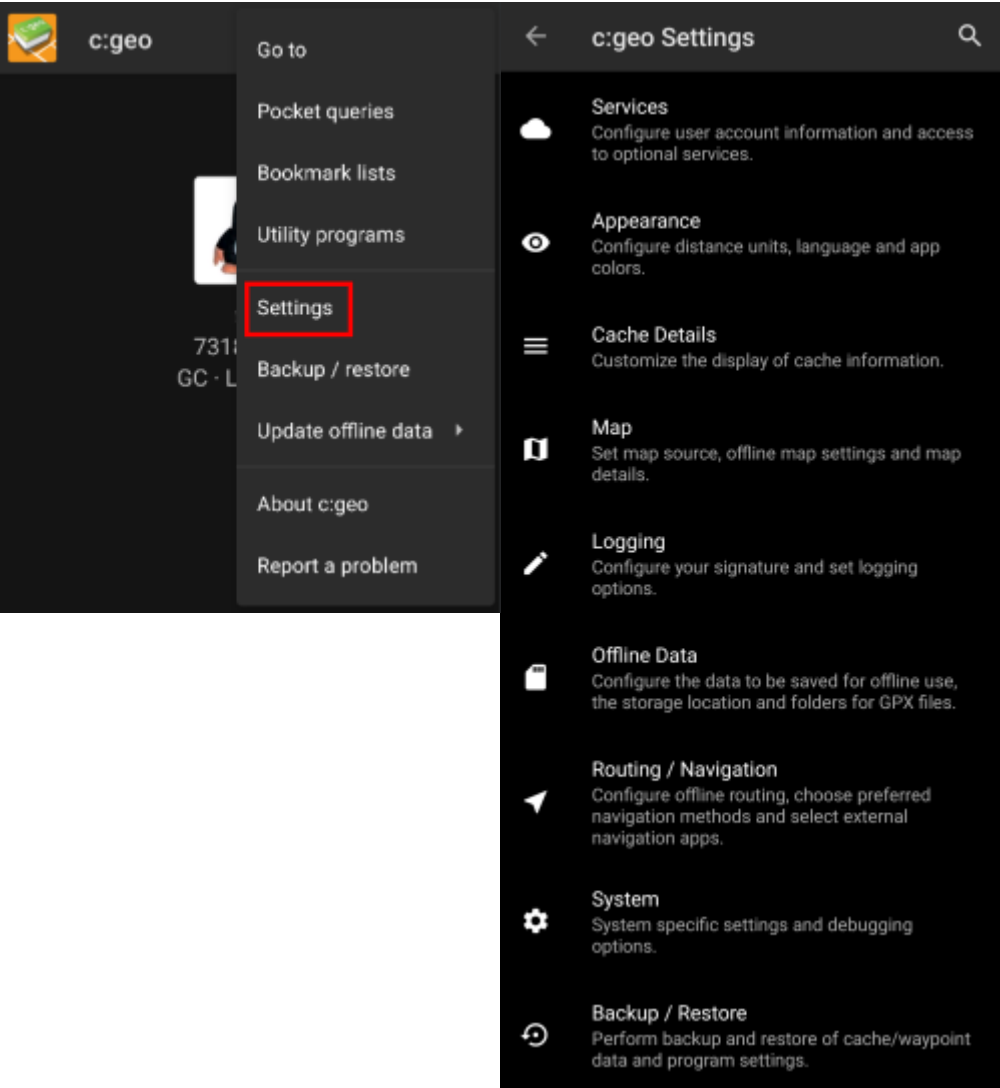 c:geo
Go to
Pocket queries
Bookmark lists
Utility programs
Settings
7318
GC · L
Backup / restore
Update offline data
About c:geo
Report a problem
c:geo Settings
Services
Configure user account information and access
to optional services.
Appearance
Configure distance units, language and app
colors.
Cache Details
Customize the display of cache information.
Map
Set map source, offline map settings and map
details.
Logging
Configure your signature and set logging
options.
Offline Data
Configure the data to be saved for offline use,
the storage location and folders for GPX files.
Routing / Navigation
Configure offline routing, choose preferred
navigation methods and select external
navigation apps.
System
System specific settings and debugging
options.
Backup / Restore
Perform backup and restore of cache/waypoint
data and program settings.